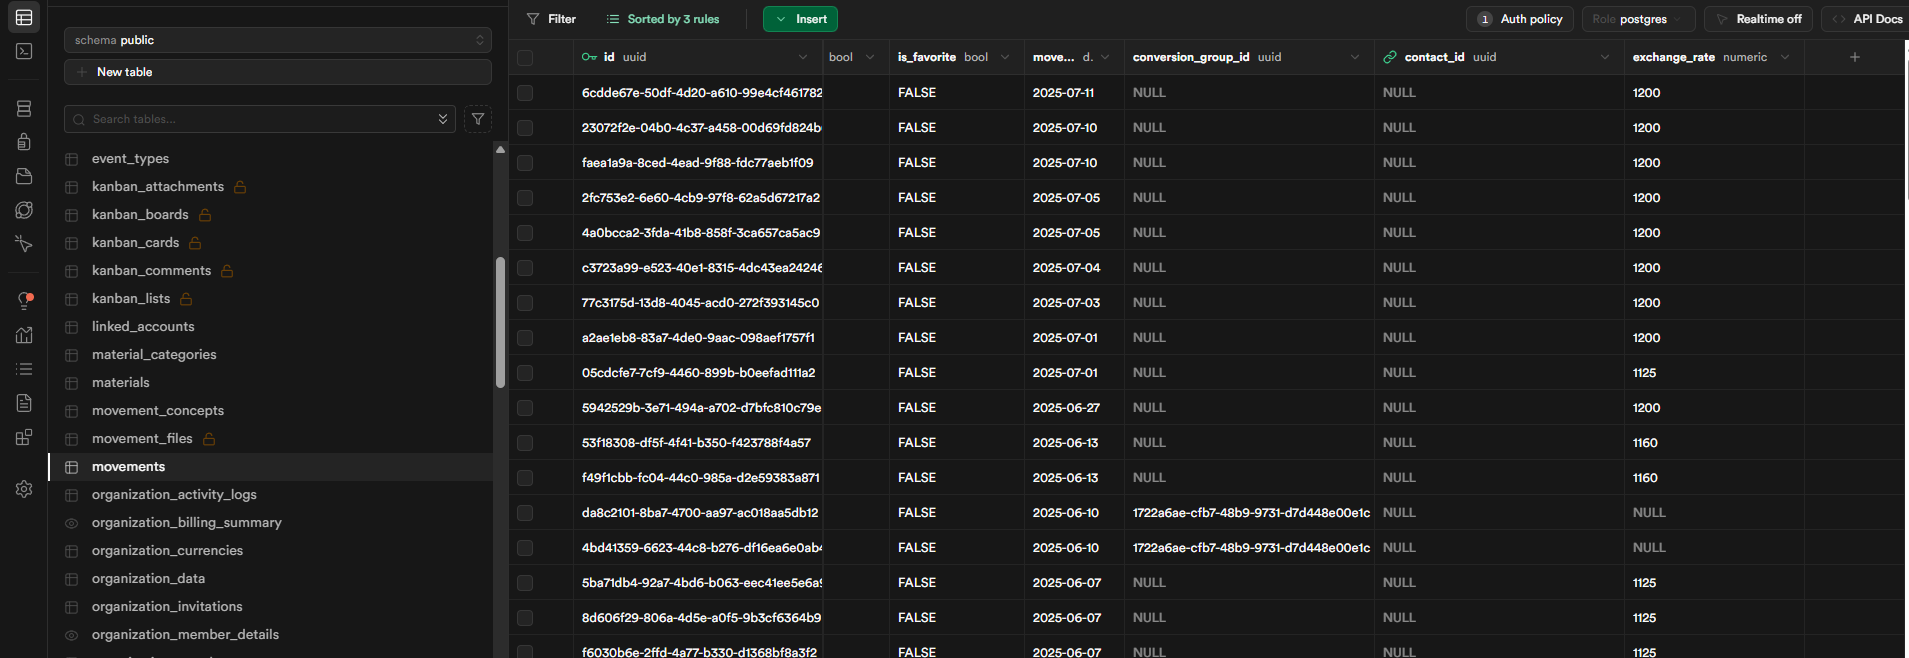 schema public
New table
Search tables...
event_types
kanban_attachments
kanban_boards
kanban_cards
kanban_comments
kanban_lists
linked_accounts
material_categories
materials
movement_concepts
movement_files
movements
organization_activity_logs
organization_billing_summary
organization_currencies
organization_data
organization_invitations
organization_member_details
Filter Sorted by 3 rules Insert 1 Auth policy Role postgres Realtime off API Docs
id uuid bool is_favorite bool move... d. conversion_group_id uuid contact_id uuid exchange_rate numeric
6cdde67e-50df-4d20-a610-99e4cf461782 FALSE 2025-07-11 NULL NULL 1200
23072f2e-04b0-4c37-a458-00d69fd824b FALSE 2025-07-10 NULL NULL 1200
faea1a9a-8ced-4ead-9f88-fdc77aeb1f09 FALSE 2025-07-10 NULL NULL 1200
2fc753e2-6e60-4cb9-97f8-62a5d67217a2 FALSE 2025-07-05 NULL NULL 1200
4a0bcca2-3fda-41b8-858f-3ca657ca5ac9 FALSE 2025-07-05 NULL NULL 1200
c3723a99-e523-40e1-8315-4dc43ea24246 FALSE 2025-07-04 NULL NULL 1200
77c3175d-13d8-4045-acd0-272f393145c0 FALSE 2025-07-03 NULL NULL 1200
a2ae1eb8-83a7-4de0-9aac-098aef1757f1 FALSE 2025-07-01 NULL NULL 1200
05cdcfe7-7cf9-4460-899b-b0eefad111a2 FALSE 2025-07-01 NULL NULL 1125
5942529b-3e71-494a-a702-d7bfc810c79e FALSE 2025-06-27 NULL NULL 1200
53f18308-df5f-4f41-b350-f423788f4a57 FALSE 2025-06-13 NULL NULL 1160
f49f1cbb-fc04-44c0-985a-d2e59383a871 FALSE 2025-06-13 NULL NULL 1160
da8c2101-8ba7-4700-aa97-ac018aa5db12 FALSE 2025-06-10 1722a6ae-cfb7-48b9-9731-d7d448e00e1c NULL NULL
4bd41359-6623-44c8-b276-df16ea6e0ab4 FALSE 2025-06-10 1722a6ae-cfb7-48b9-9731-d7d448e00e1c NULL NULL
5ba71db4-92a7-4bd6-b063-eec41ee5e6a9 FALSE 2025-06-07 NULL NULL 1125
8d606f29-806a-4d5e-a0f5-9b3cf6364b9 FALSE 2025-06-07 NULL NULL 1125
f6030b6e-2ffd-4a77-b330-d1368bf8a3f2 FALSE 2025-06-07 NULL NULL 1125